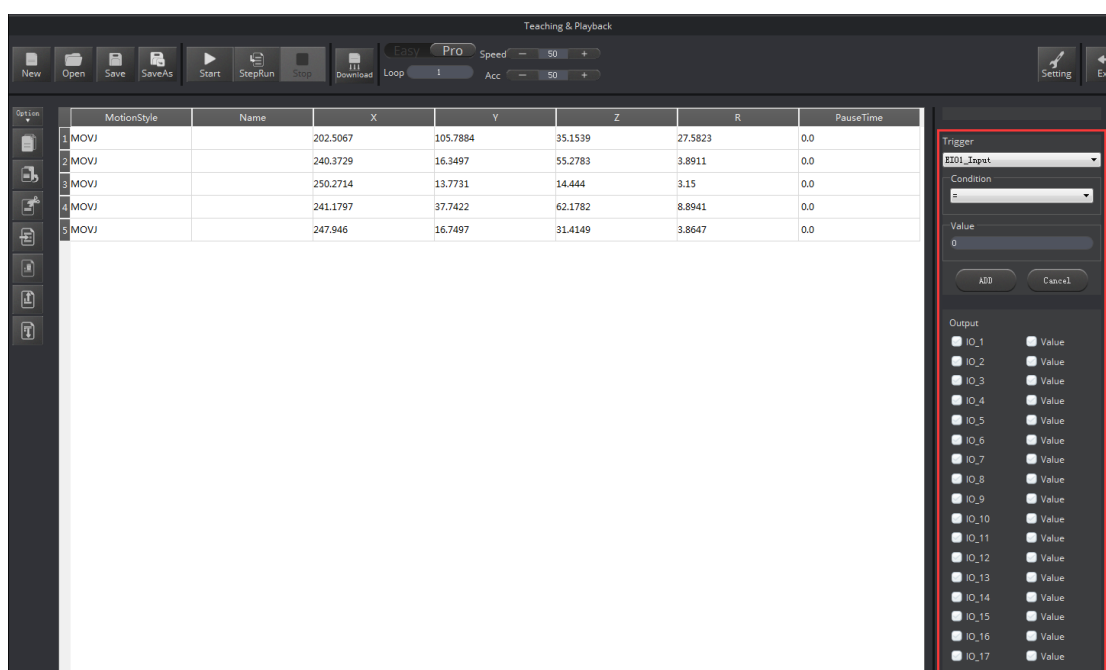 Teaching & Playback
Easy Pro Speed − 50 +
New Open Save SaveAs Start StepRun Stop Download Loop 1 Acc − 50 + Setting
Option
MotionStyle Name X Y Z R PauseTime
1 MOVJ 202.5067 105.7884 35.1539 27.5823 0.0
2 MOVJ 240.3729 16.3497 55.2783 3.8911 0.0
3 MOVJ 250.2714 13.7731 14.444 3.15 0.0
4 MOVJ 241.1797 37.7422 62.1782 8.8941 0.0
5 MOVJ 247.946 16.7497 31.4149 3.8647 0.0
Trigger
EIO1_Input
Condition
=
Value
0
ADD Cancel
Output
IO_1 Value
IO_2 Value
IO_3 Value
IO_4 Value
IO_5 Value
IO_6 Value
IO_7 Value
IO_8 Value
IO_9 Value
IO_10 Value
IO_11 Value
IO_12 Value
IO_13 Value
IO_14 Value
IO_15 Value
IO_16 Value
IO_17 Value